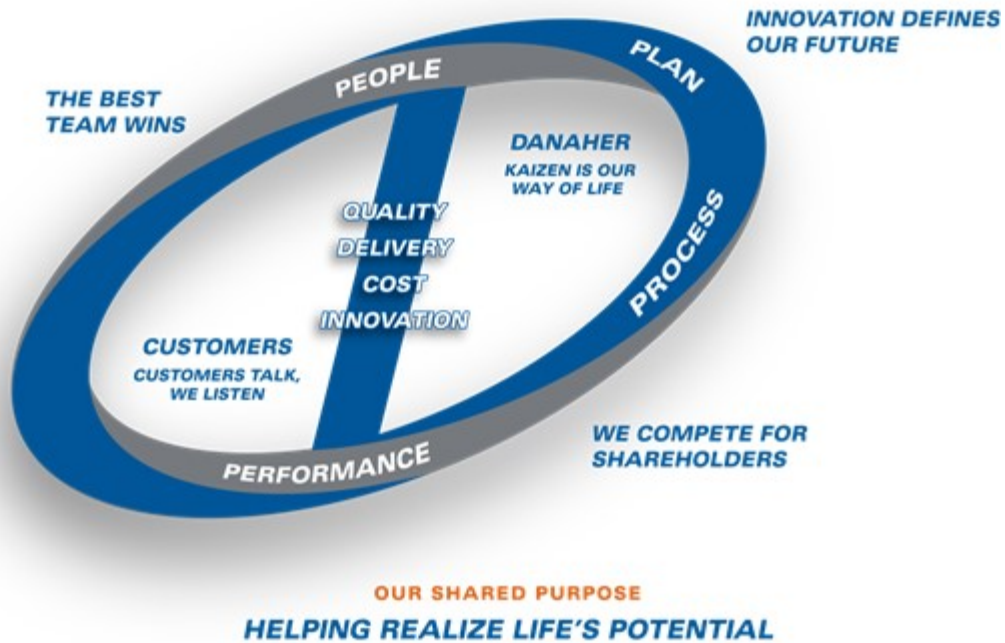 INNOVATION DEFINES
OUR FUTURE
PLAN
PEOPLE
THE BEST
TEAM WINS
DANAHER
KAIZEN IS OUR
WAY OF LIFE
QUALITY
DELIVERY
COST
INNOVATION
PROCESS
CUSTOMERS
CUSTOMERS TALK,
WE LISTEN
WE COMPETE FOR
SHAREHOLDERS
PERFORMANCE
OUR SHARED PURPOSE
HELPING REALIZE LIFE'S POTENTIAL